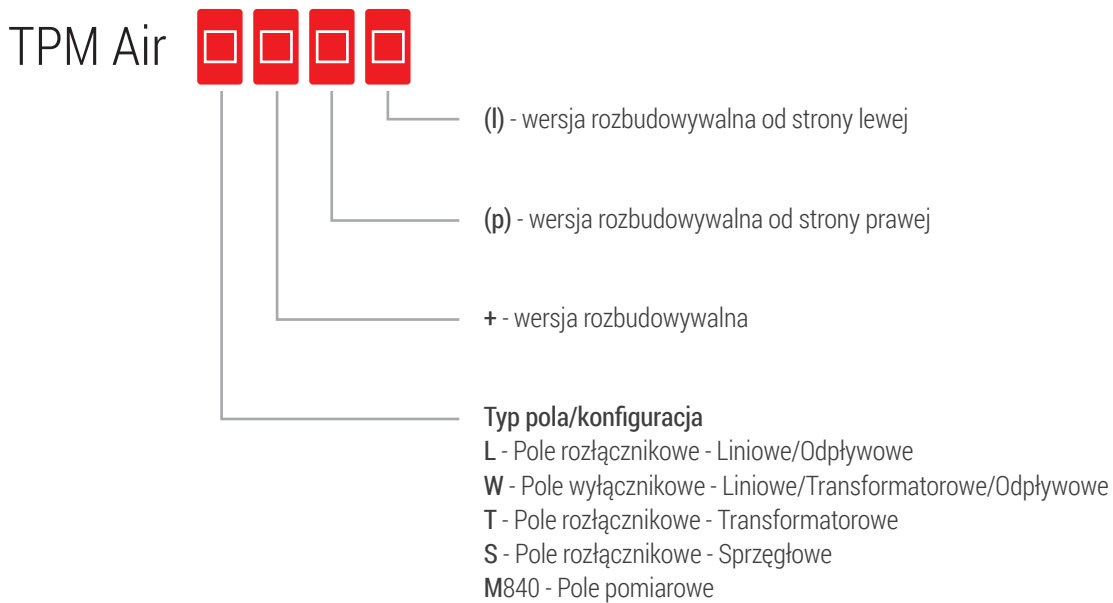 TPM Air
(l) - wersja rozbudowywalna od strony lewej
(p) - wersja rozbudowywalna od strony prawej
+ - wersja rozbudowywalna
Typ pola/konfiguracja
L - Pole rozłącznikowe - Liniowe/Odpływowe
W - Pole wyłącznikowe - Liniowe/Transformatorowe/Odpływowe
T - Pole rozłącznikowe - Transformatorowe
S - Pole rozłącznikowe - Sprzęgłowe
M840 - Pole pomiarowe